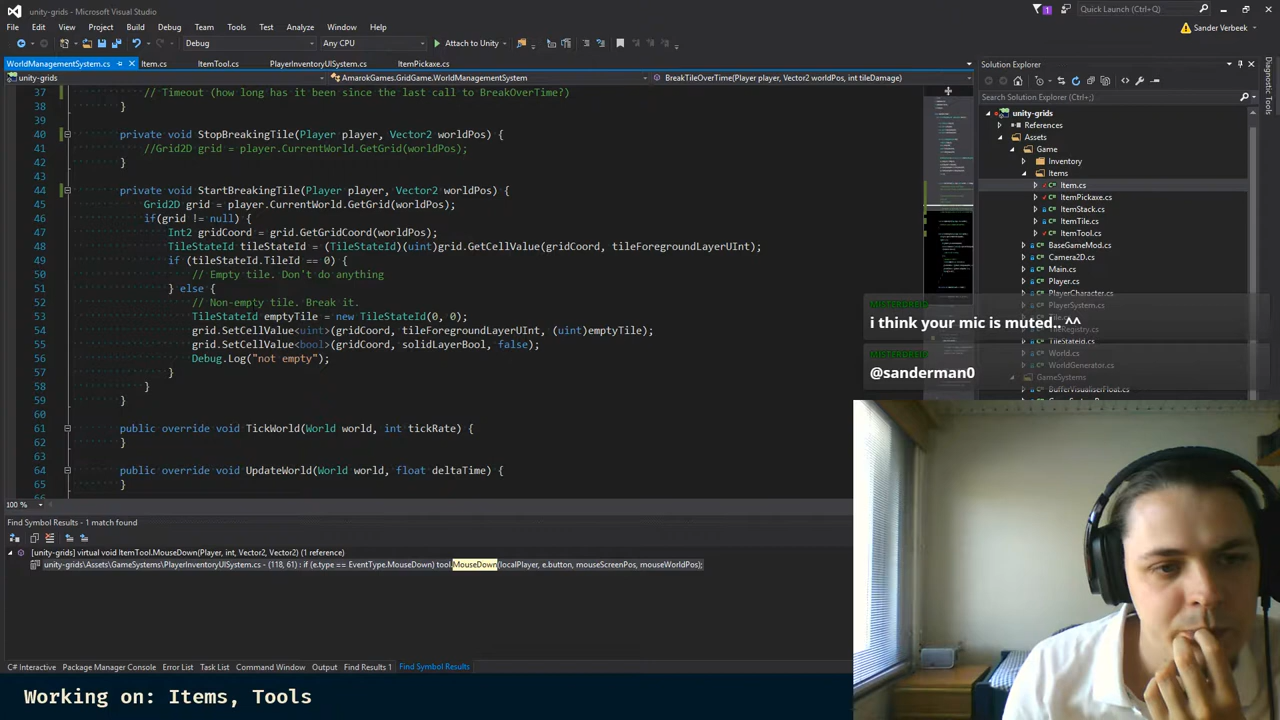 unity-grids - Microsoft Visual Studio
1
Quick Launch (Ctrl+Q)
File Edit View Project Build Debug Team Tools Test Analyze Window Help
Sander Verbeek
Debug Any CPU Attach to Unity
WorldManagementSystem.cs Item.cs ItemTool.cs PlayerInventoryUISystem.cs ItemPickaxe.cs
unity-grids AmarokGames.GridGame.WorldManagementSystem BreakTileOverTime(Player player, Vector2 worldPos, int tileDamage)
37 // Timeout (how long has it been since the last call to BreakOverTime?)
38 }
39
40 private void StopBreakingTile(Player player, Vector2 worldPos) {
41 //Grid2D grid = player.CurrentWorld.GetGrid(worldPos);
42 }
43
44 private void StartBreakingTile(Player player, Vector2 worldPos) {
45 Grid2D grid = player.CurrentWorld.GetGrid(worldPos);
46 if(grid != null) {
47 Int2 gridCoord = grid.GetGridCoord(worldPos);
48 TileStateId tileStateId = (TileStateId)(uint)grid.GetCellValue(gridCoord, tileForegroundLayerUInt);
49 if (tileStateId.TileId == 0) {
50 // Empty tile. Don't do anything
51 } else {
52 // Non-empty tile. Break it.
53 TileStateId emptyTile = new TileStateId(0, 0);
54 grid.SetCellValue<uint>(gridCoord, tileForegroundLayerUInt, (uint)emptyTile);
55 grid.SetCellValue<bool>(gridCoord, solidLayerBool, false);
56 Debug.Log("not empty");
57 }
58 }
59 }
60
61 public override void TickWorld(World world, int tickRate) {
62 }
63
64 public override void UpdateWorld(World world, float deltaTime) {
65 }
66
100 %
Solution Explorer
Search Solution Explorer (Ctrl+;)
unity-grids
References
Assets
Game
Inventory
Items
Item.cs
ItemPickaxe.cs
ItemStack.cs
ItemTile.cs
ItemTool.cs
BaseGameMod.cs
Camera2D.cs
Main.cs
Player.cs
PlayerCharacter.cs
PlayerSystem.cs
Tile.cs
TileRegistry.cs
TileStateId.cs
World.cs
WorldGenerator.cs
GameSystems
BufferVisualiserFloat.cs
Diagnostic Tools
MISTERDREID
i think your mic is muted.. ^^
MISTERDREID
@sanderman0
Find Symbol Results - 1 match found
[unity-grids] virtual void ItemTool.MouseDown(Player, int, Vector2, Vector2) (1 reference)
unity-grids\Assets\GameSystems\PlayerInventoryUISystem.cs - (118, 61) : if (e.type == EventType.MouseDown) tool.MouseDown(localPlayer, e.button, mouseScreenPos, mouseWorldPos);
C# Interactive Package Manager Console Error List Task List Command Window Output Find Results 1 Find Symbol Results
Working on: Items, Tools